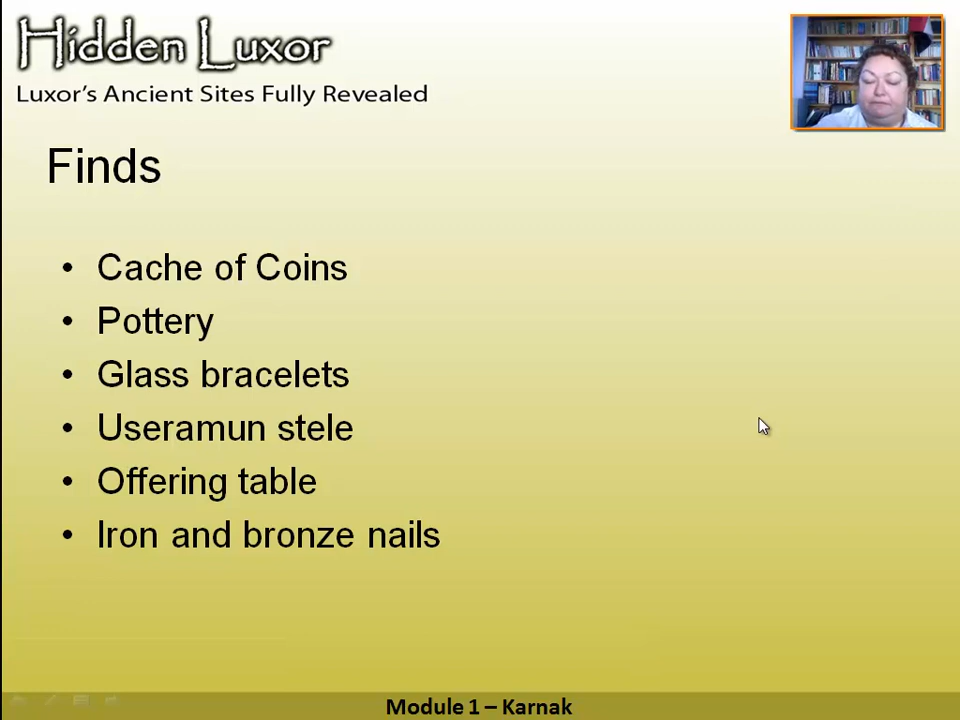 Hidden Luxor
Luxor's Ancient Sites Fully Revealed
Finds
• Cache of Coins
• Pottery
• Glass bracelets
• Useramun stele
• Offering table
• Iron and bronze nails
Module 1 – Karnak